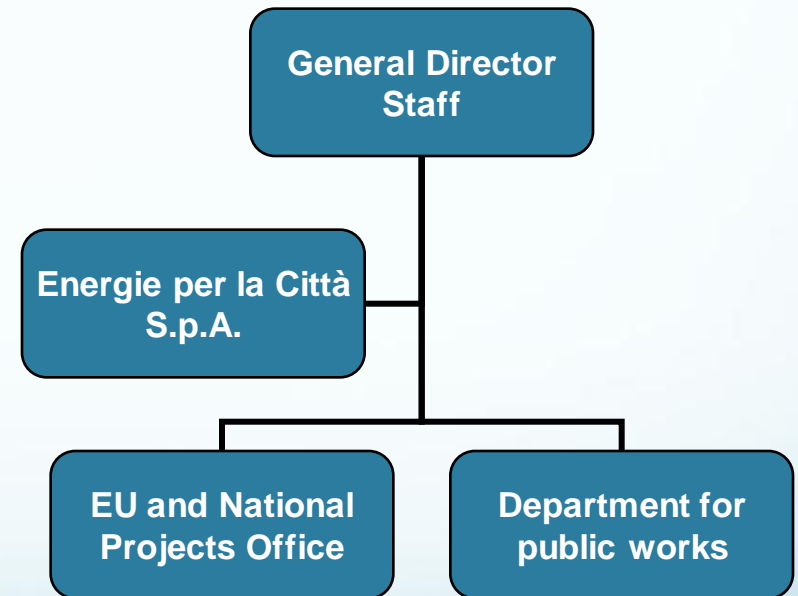 General Director
Staff
Energie per la Città
S.p.A.
EU and National
Projects Office
Department for
public works